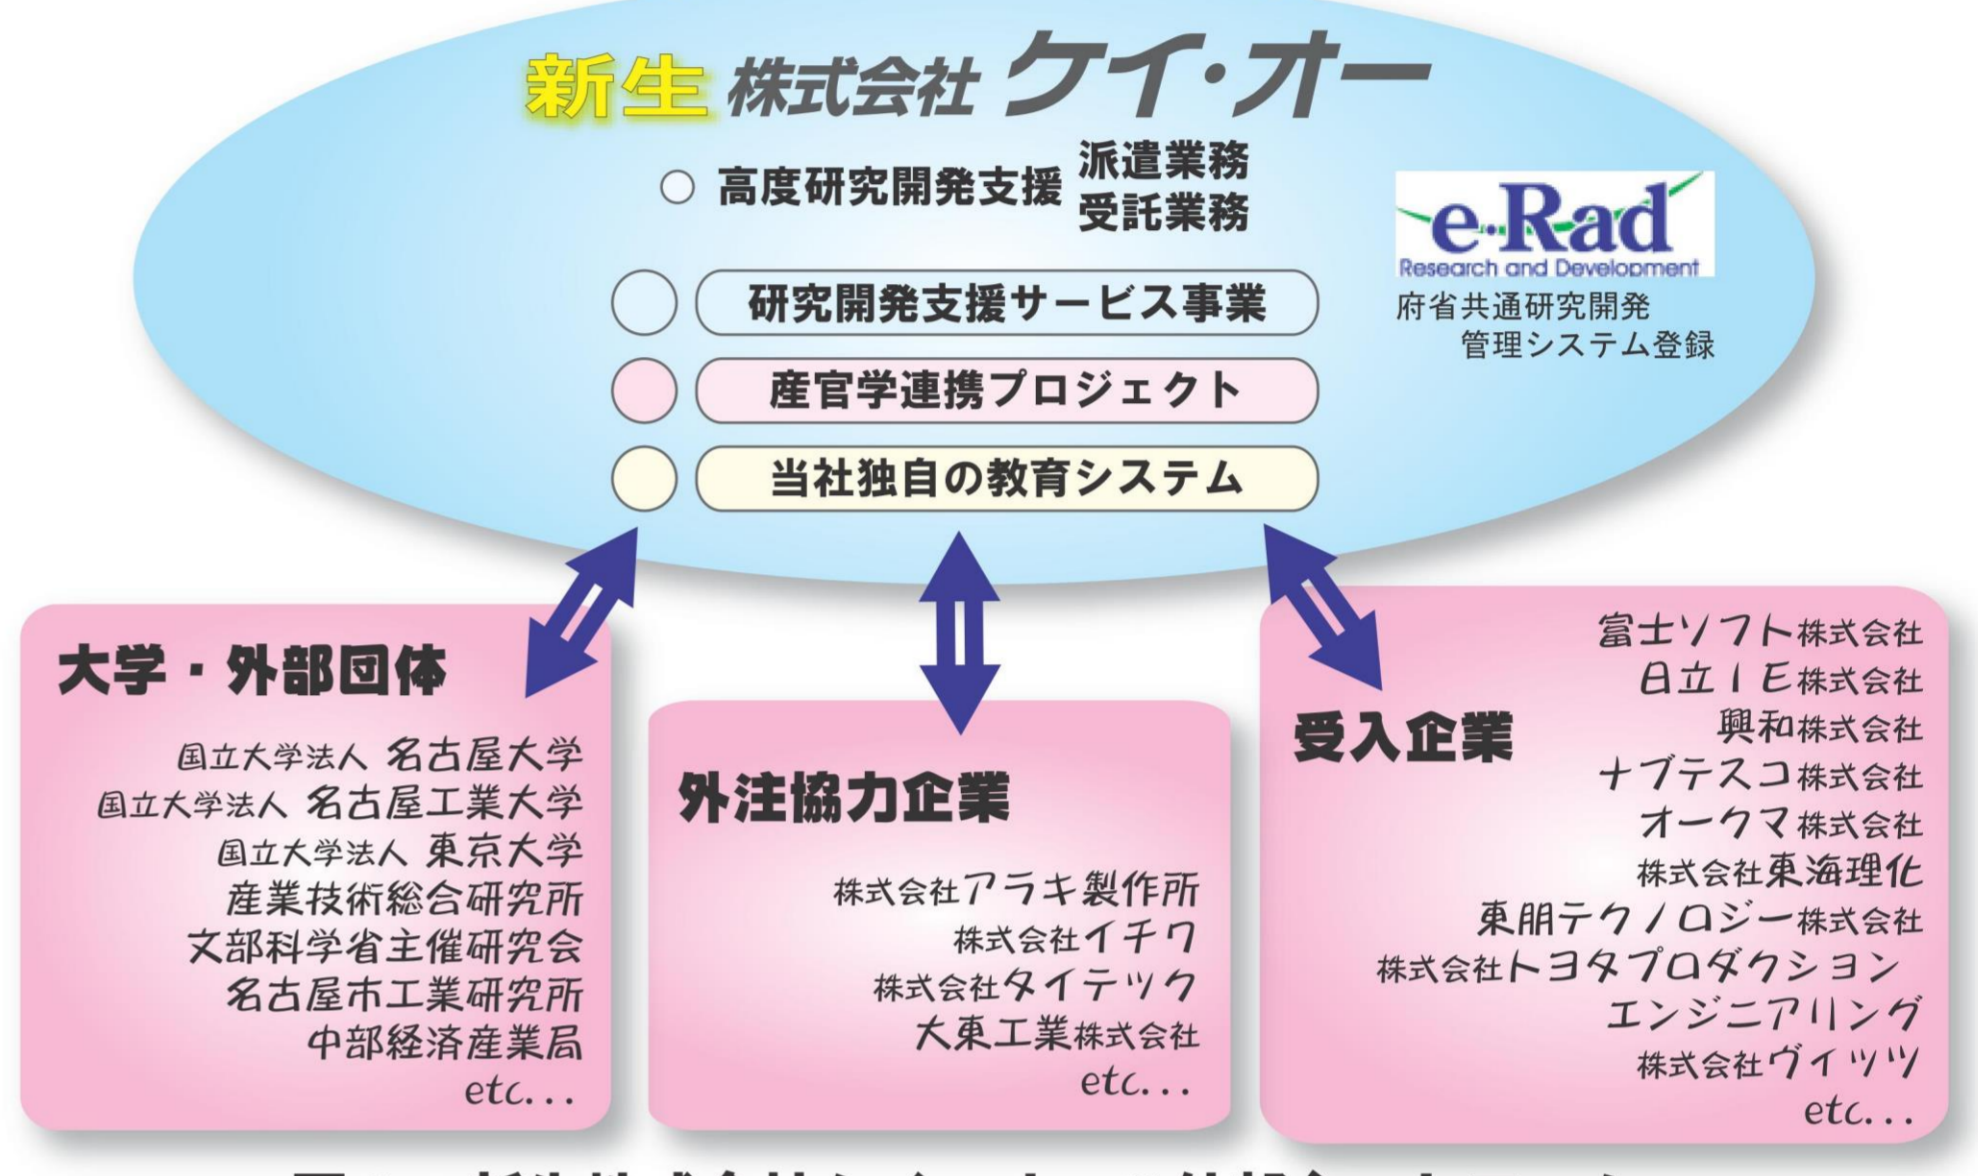 新生 株式会社 ケイ・オー
○ 高度研究開発支援 派遣業務
受託業務
e-Rad
Research and Development
府省共通研究開発
管理システム登録
研究開発支援サービス事業
産官学連携プロジェクト
当社独自の教育システム
大学・外部団体
国立大学法人 名古屋大学
国立大学法人 名古屋工業大学
国立大学法人 東京大学
産業技術総合研究所
文部科学省主催研究会
名古屋市工業研究所
中部経済産業局
etc...
外注協力企業
株式会社アラキ製作所
株式会社イチワ
株式会社タイテック
大東工業株式会社
etc...
受入企業
富士ソフト株式会社
日立IE株式会社
興和株式会社
ナブテスコ株式会社
オークマ株式会社
株式会社東海理化
東朋テクノロジー株式会社
株式会社トヨタプロダクション
エンジニアリング
株式会社ヴィッツ
etc...